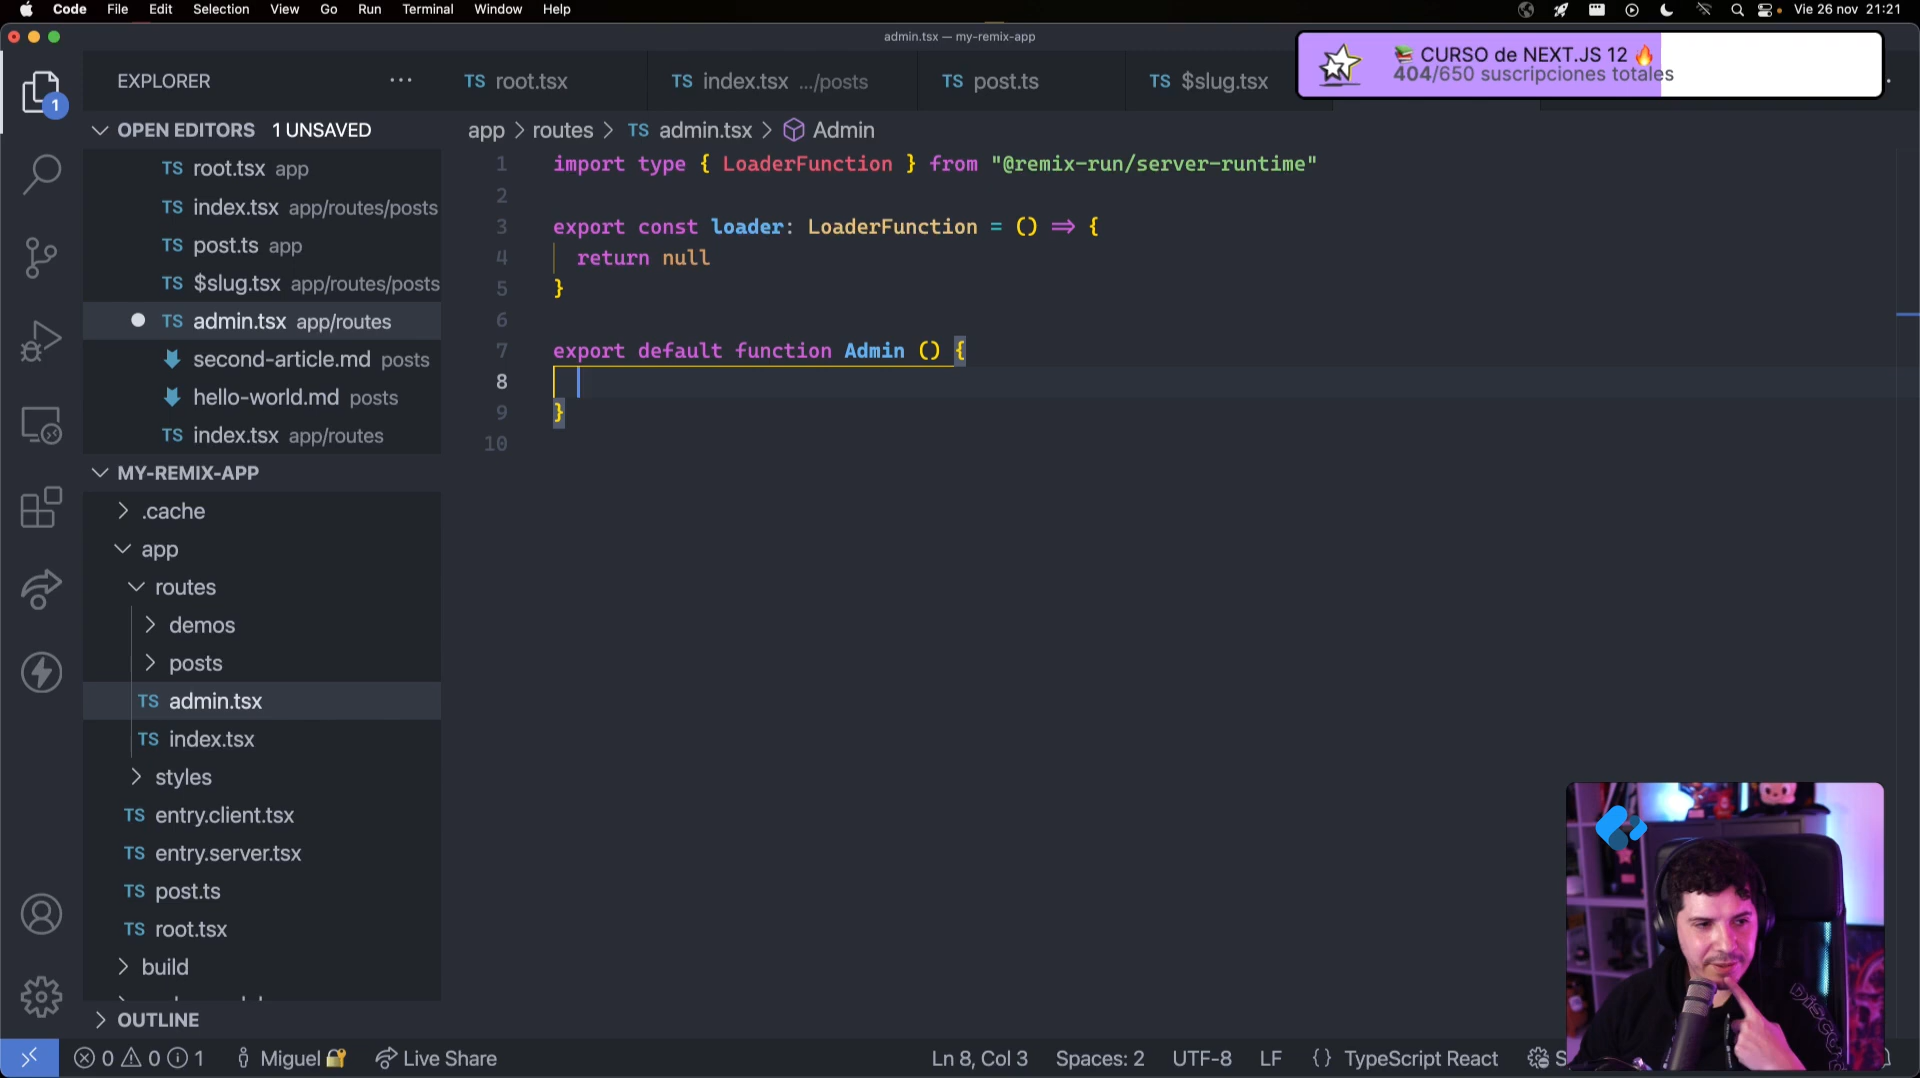 Code File Edit Selection View Go Run Terminal Window Help
Vie 26 nov 21:21
admin.tsx — my-remix-app
📚 CURSO de NEXT.JS 12 🔥
404/650 suscripciones totales
EXPLORER
TS root.tsx
TS index.tsx .../posts
TS post.ts
TS $slug.tsx
1
OPEN EDITORS 1 UNSAVED
TS root.tsx app
TS index.tsx app/routes/posts
TS post.ts app
TS $slug.tsx app/routes/posts
TS admin.tsx app/routes
second-article.md posts
hello-world.md posts
TS index.tsx app/routes
MY-REMIX-APP
.cache
app
routes
demos
posts
TS admin.tsx
TS index.tsx
styles
TS entry.client.tsx
TS entry.server.tsx
TS post.ts
TS root.tsx
build
OUTLINE
app > routes > TS admin.tsx > Admin
1 import type { LoaderFunction } from "@remix-run/server-runtime"
2
3 export const loader: LoaderFunction = () => {
4 return null
5 }
6
7 export default function Admin () {
8
9 }
10
0 0 1 Miguel 🔐 Live Share
Ln 8, Col 3 Spaces: 2 UTF-8 LF {} TypeScript React